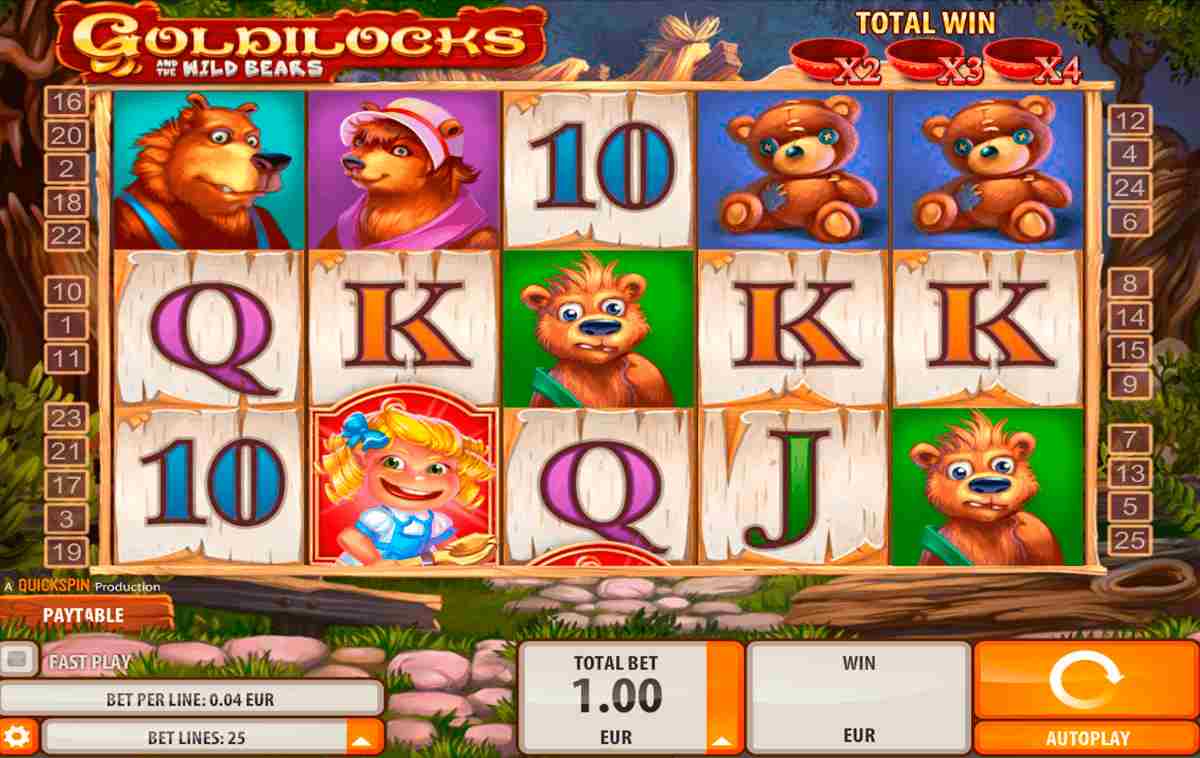 GOLDILOCKS
AND THE WILD BEARS
TOTAL WIN
X2 X3 X4
16
20
2
18
22
10
1
11
23
21
17
3
19
10
Q K K K
10 Q J
12
4
24
6
8
14
15
9
7
13
5
25
A QUICKSPIN Production
PAYTABLE
FAST PLAY
BET PER LINE: 0.04 EUR
BET LINES: 25
TOTAL BET
1.00
EUR
WIN
EUR
AUTOPLAY